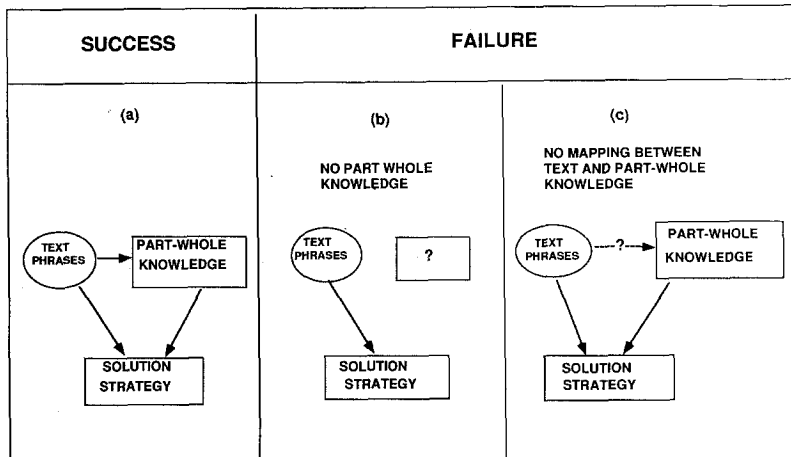 SUCCESS
FAILURE
(a)
(b)
(c)
NO PART WHOLE
KNOWLEDGE
NO MAPPING BETWEEN
TEXT AND PART-WHOLE
KNOWLEDGE
TEXT
PHRASES
PART-WHOLE
KNOWLEDGE
SOLUTION
STRATEGY
TEXT
PHRASES
?
SOLUTION
STRATEGY
TEXT
PHRASES
?
PART-WHOLE
KNOWLEDGE
SOLUTION
STRATEGY